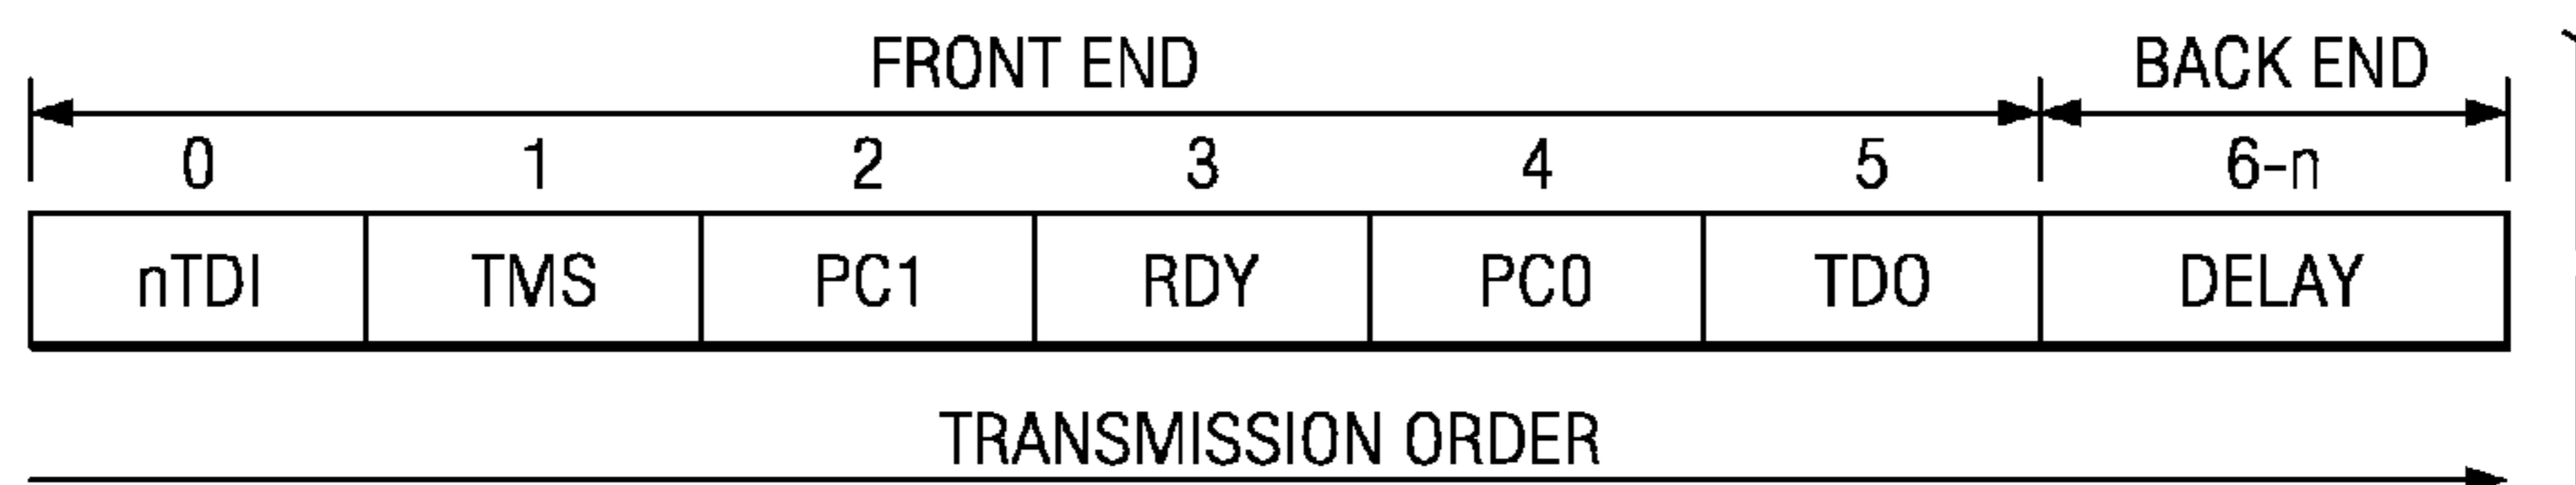 FRONT END BACK END
0 1 2 3 4 5 6-n
nTDI TMS PC1 RDY PC0 TDO DELAY
TRANSMISSION ORDER